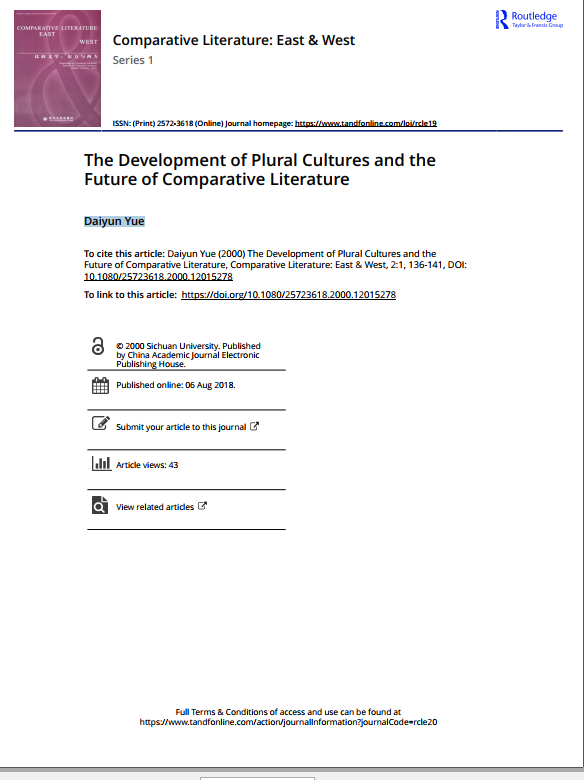 COMPARATIVE LITERATURE
EAST
WEST
比较文学：东方与西方
Routledge
Taylor & Francis Group
Comparative Literature: East & West
Series 1
ISSN: (Print) 2572-3618 (Online) Journal homepage: https://www.tandfonline.com/loi/rcle19
The Development of Plural Cultures and the
Future of Comparative Literature
Daiyun Yue
To cite this article: Daiyun Yue (2000) The Development of Plural Cultures and the
Future of Comparative Literature, Comparative Literature: East & West, 2:1, 136-141, DOI:
10.1080/25723618.2000.12015278
To link to this article: https://doi.org/10.1080/25723618.2000.12015278
© 2000 Sichuan University. Published
by China Academic Journal Electronic
Publishing House.
Published online: 06 Aug 2018.
Submit your article to this journal
Article views: 43
View related articles
Full Terms & Conditions of access and use can be found at
https://www.tandfonline.com/action/journalInformation?journalCode=rcle20